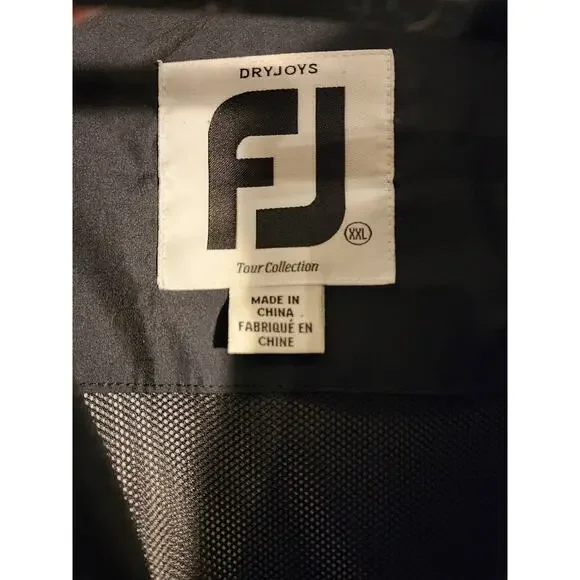 DRYJOYS
FJ
XXL
Tour Collection
MADE IN
CHINA
FABRIQUÉ EN
CHINE